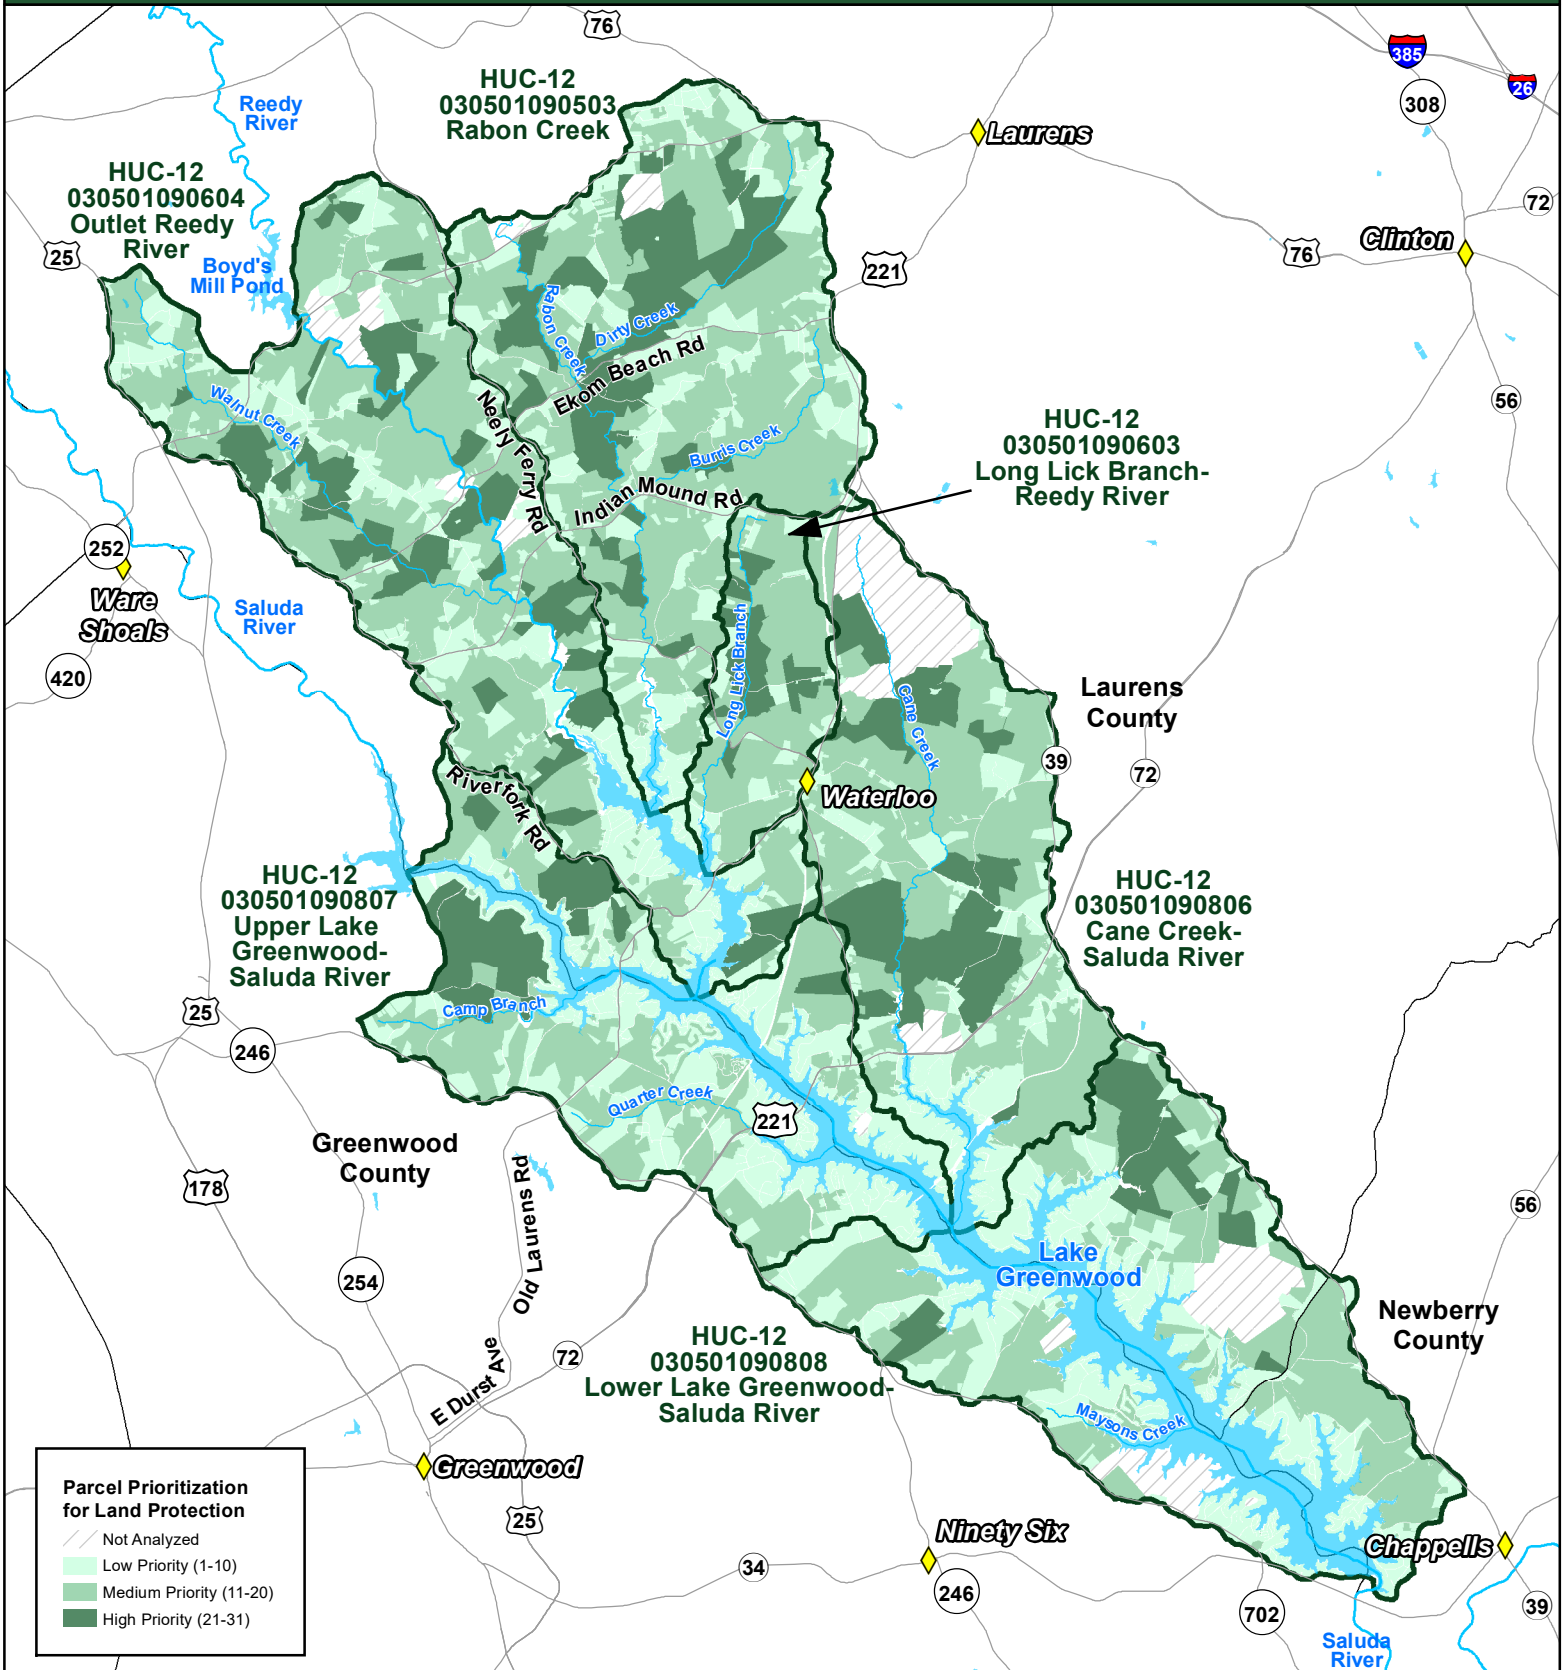 76
385
26
308
HUC-12
030501090503
Rabon Creek
Reedy
River
Laurens
HUC-12
030501090604
Outlet Reedy
River
72
25
Boyd's
Mill Pond
221
76
Clinton
Rabon Creek
Dirty Creek
Ekom Beach Rd
Walnut Creek
Neely Ferry Rd
56
Burris Creek
HUC-12
030501090603
Long Lick Branch-
Reedy River
Indian Mound Rd
252
Ware
Shoals
Saluda
River
Long Lick Branch
420
Cane Creek
Laurens
County
39
72
Riverfork Rd
Waterloo
HUC-12
030501090807
Upper Lake
Greenwood-
Saluda River
HUC-12
030501090806
Cane Creek-
Saluda River
Camp Branch
25
246
Quarter Creek
221
Greenwood
County
178
Old Laurens Rd
56
Lake
Greenwood
254
Newberry
County
HUC-12
030501090808
Lower Lake Greenwood-
Saluda River
72
E Durst Ave
Maysons Creek
Greenwood
25
Ninety Six
Chappells
34
246
702
39
Saluda
River
Parcel Prioritization
for Land Protection
Not Analyzed
Low Priority (1-10)
Medium Priority (11-20)
High Priority (21-31)